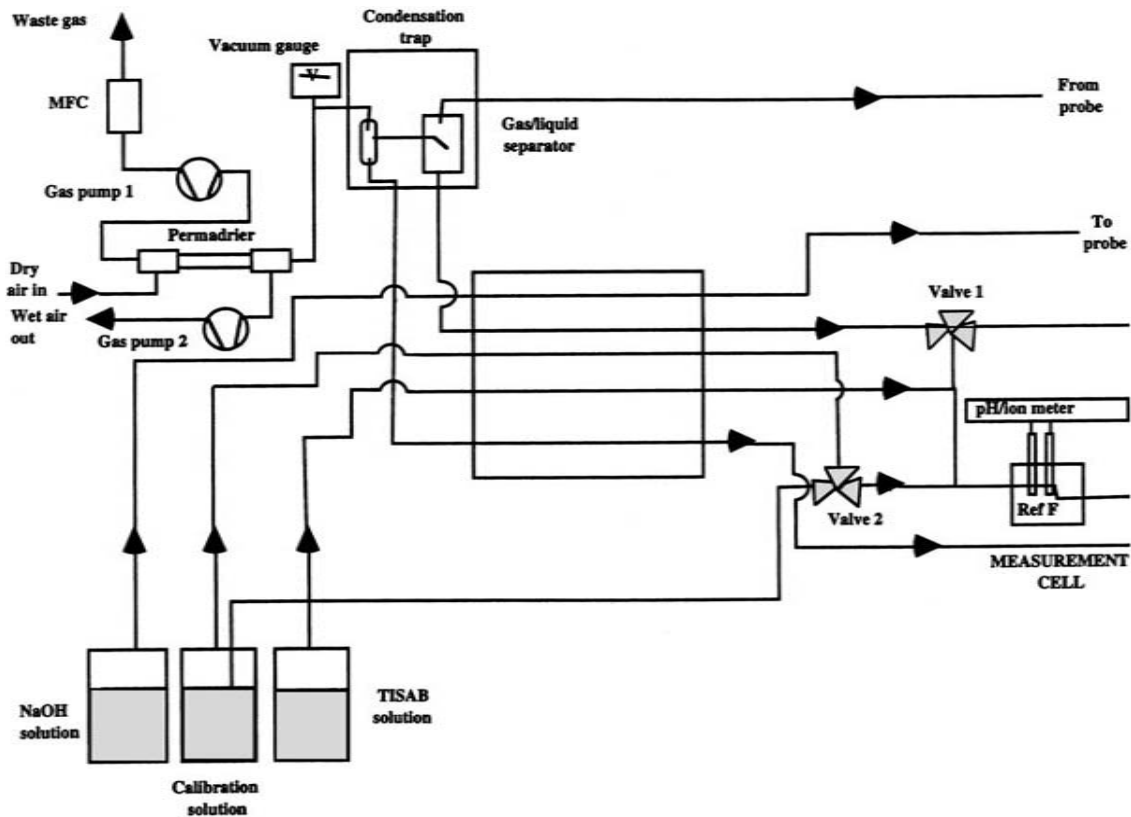 Waste gas
MFC
Gas pump 1
Vacuum gauge
V
Condensation
trap
Gas/liquid
separator
From
probe
To
probe
Permadrier
Dry
air in
Wet air
out
Gas pump 2
Valve 1
pH/ion meter
Ref F
Valve 2
MEASUREMENT
CELL
NaOH
solution
Calibration
solution
TISAB
solution